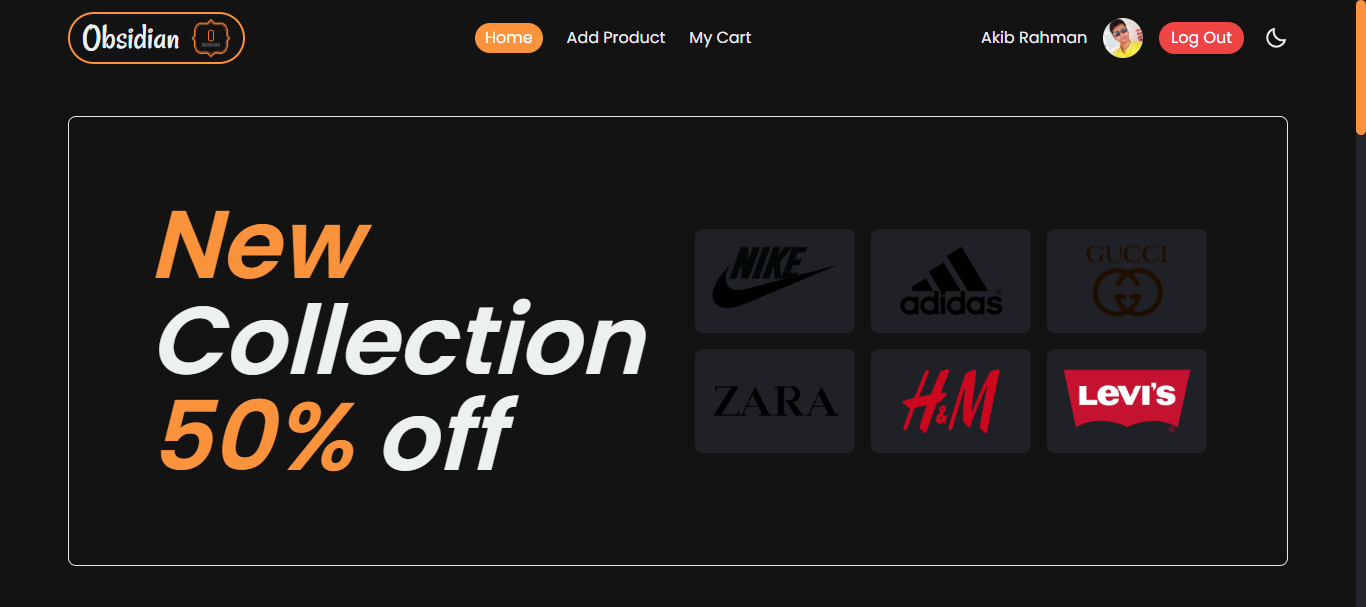 Obsidian
Home
Add Product
My Cart
Akib Rahman
Log Out
New
Collection
50% off
NIKE
adidas®
GUCCI
ZARA
H&M
LEVI'S
®